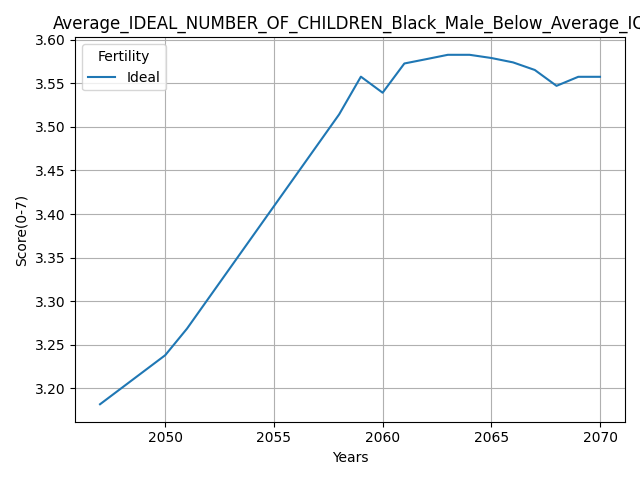 Average_IDEAL_NUMBER_OF_CHILDREN_Black_Male_Below_Average_IQ
Fertility
Ideal
3.60
3.55
3.50
3.45
3.40
3.35
3.30
3.25
3.20
Score(0-7)
2050
2055
2060
2065
2070
Years